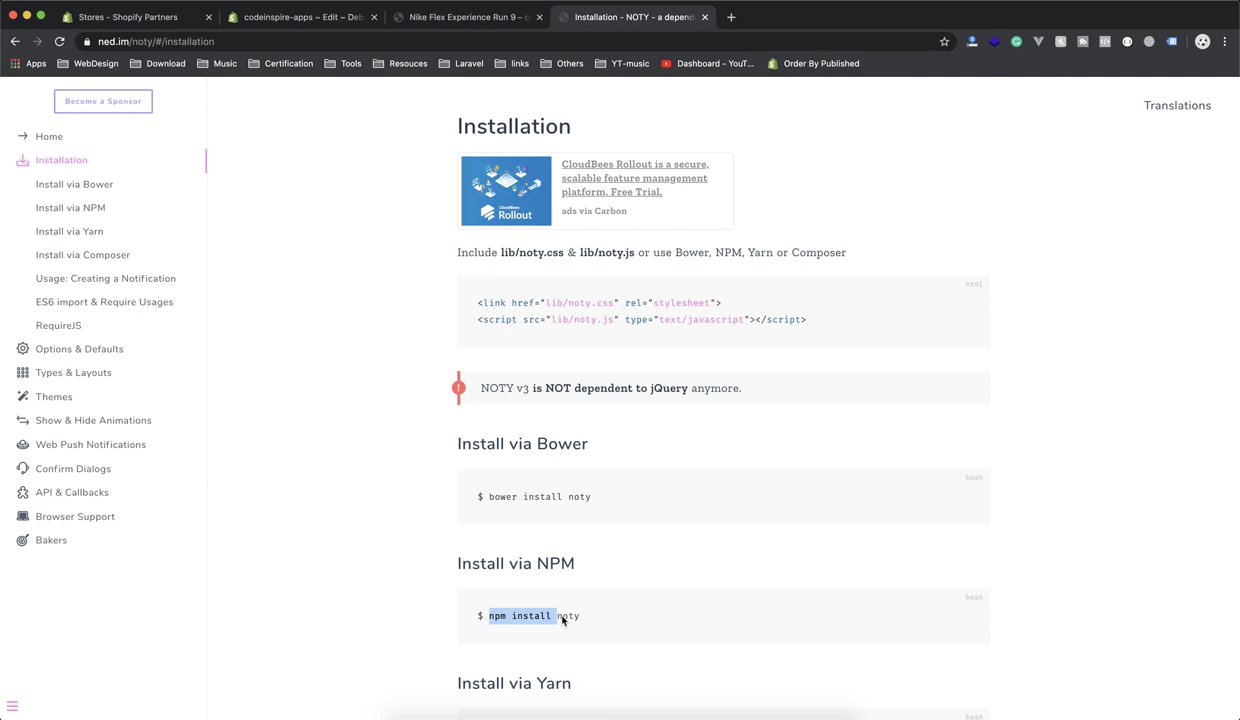 Stores - Shopify Partners
codeinspire-apps ~ Edit ~ Deb
Nike Flex Experience Run 9 – c
Installation - NOTY - a depend
ned.im/noty/#/installation
Apps
WebDesign
Download
Music
Certification
Tools
Resouces
Laravel
links
Others
YT-music
Dashboard - YouT...
Order By Published
Become a Sponsor
Home
Installation
Install via Bower
Install via NPM
Install via Yarn
Install via Composer
Usage: Creating a Notification
ES6 import & Require Usages
RequireJS
Options & Defaults
Types & Layouts
Themes
Show & Hide Animations
Web Push Notifications
Confirm Dialogs
API & Callbacks
Browser Support
Bakers
Translations
Installation
CloudBees Rollout is a secure,
scalable feature management
platform. Free Trial.
ads via Carbon
CloudBees
Rollout
Include lib/noty.css & lib/noty.js or use Bower, NPM, Yarn or Composer
html
<link href="lib/noty.css" rel="stylesheet">
<script src="lib/noty.js" type="text/javascript"></script>
!
NOTY v3 is NOT dependent to jQuery anymore.
Install via Bower
bash
$ bower install noty
Install via NPM
bash
$ npm install noty
Install via Yarn
bash